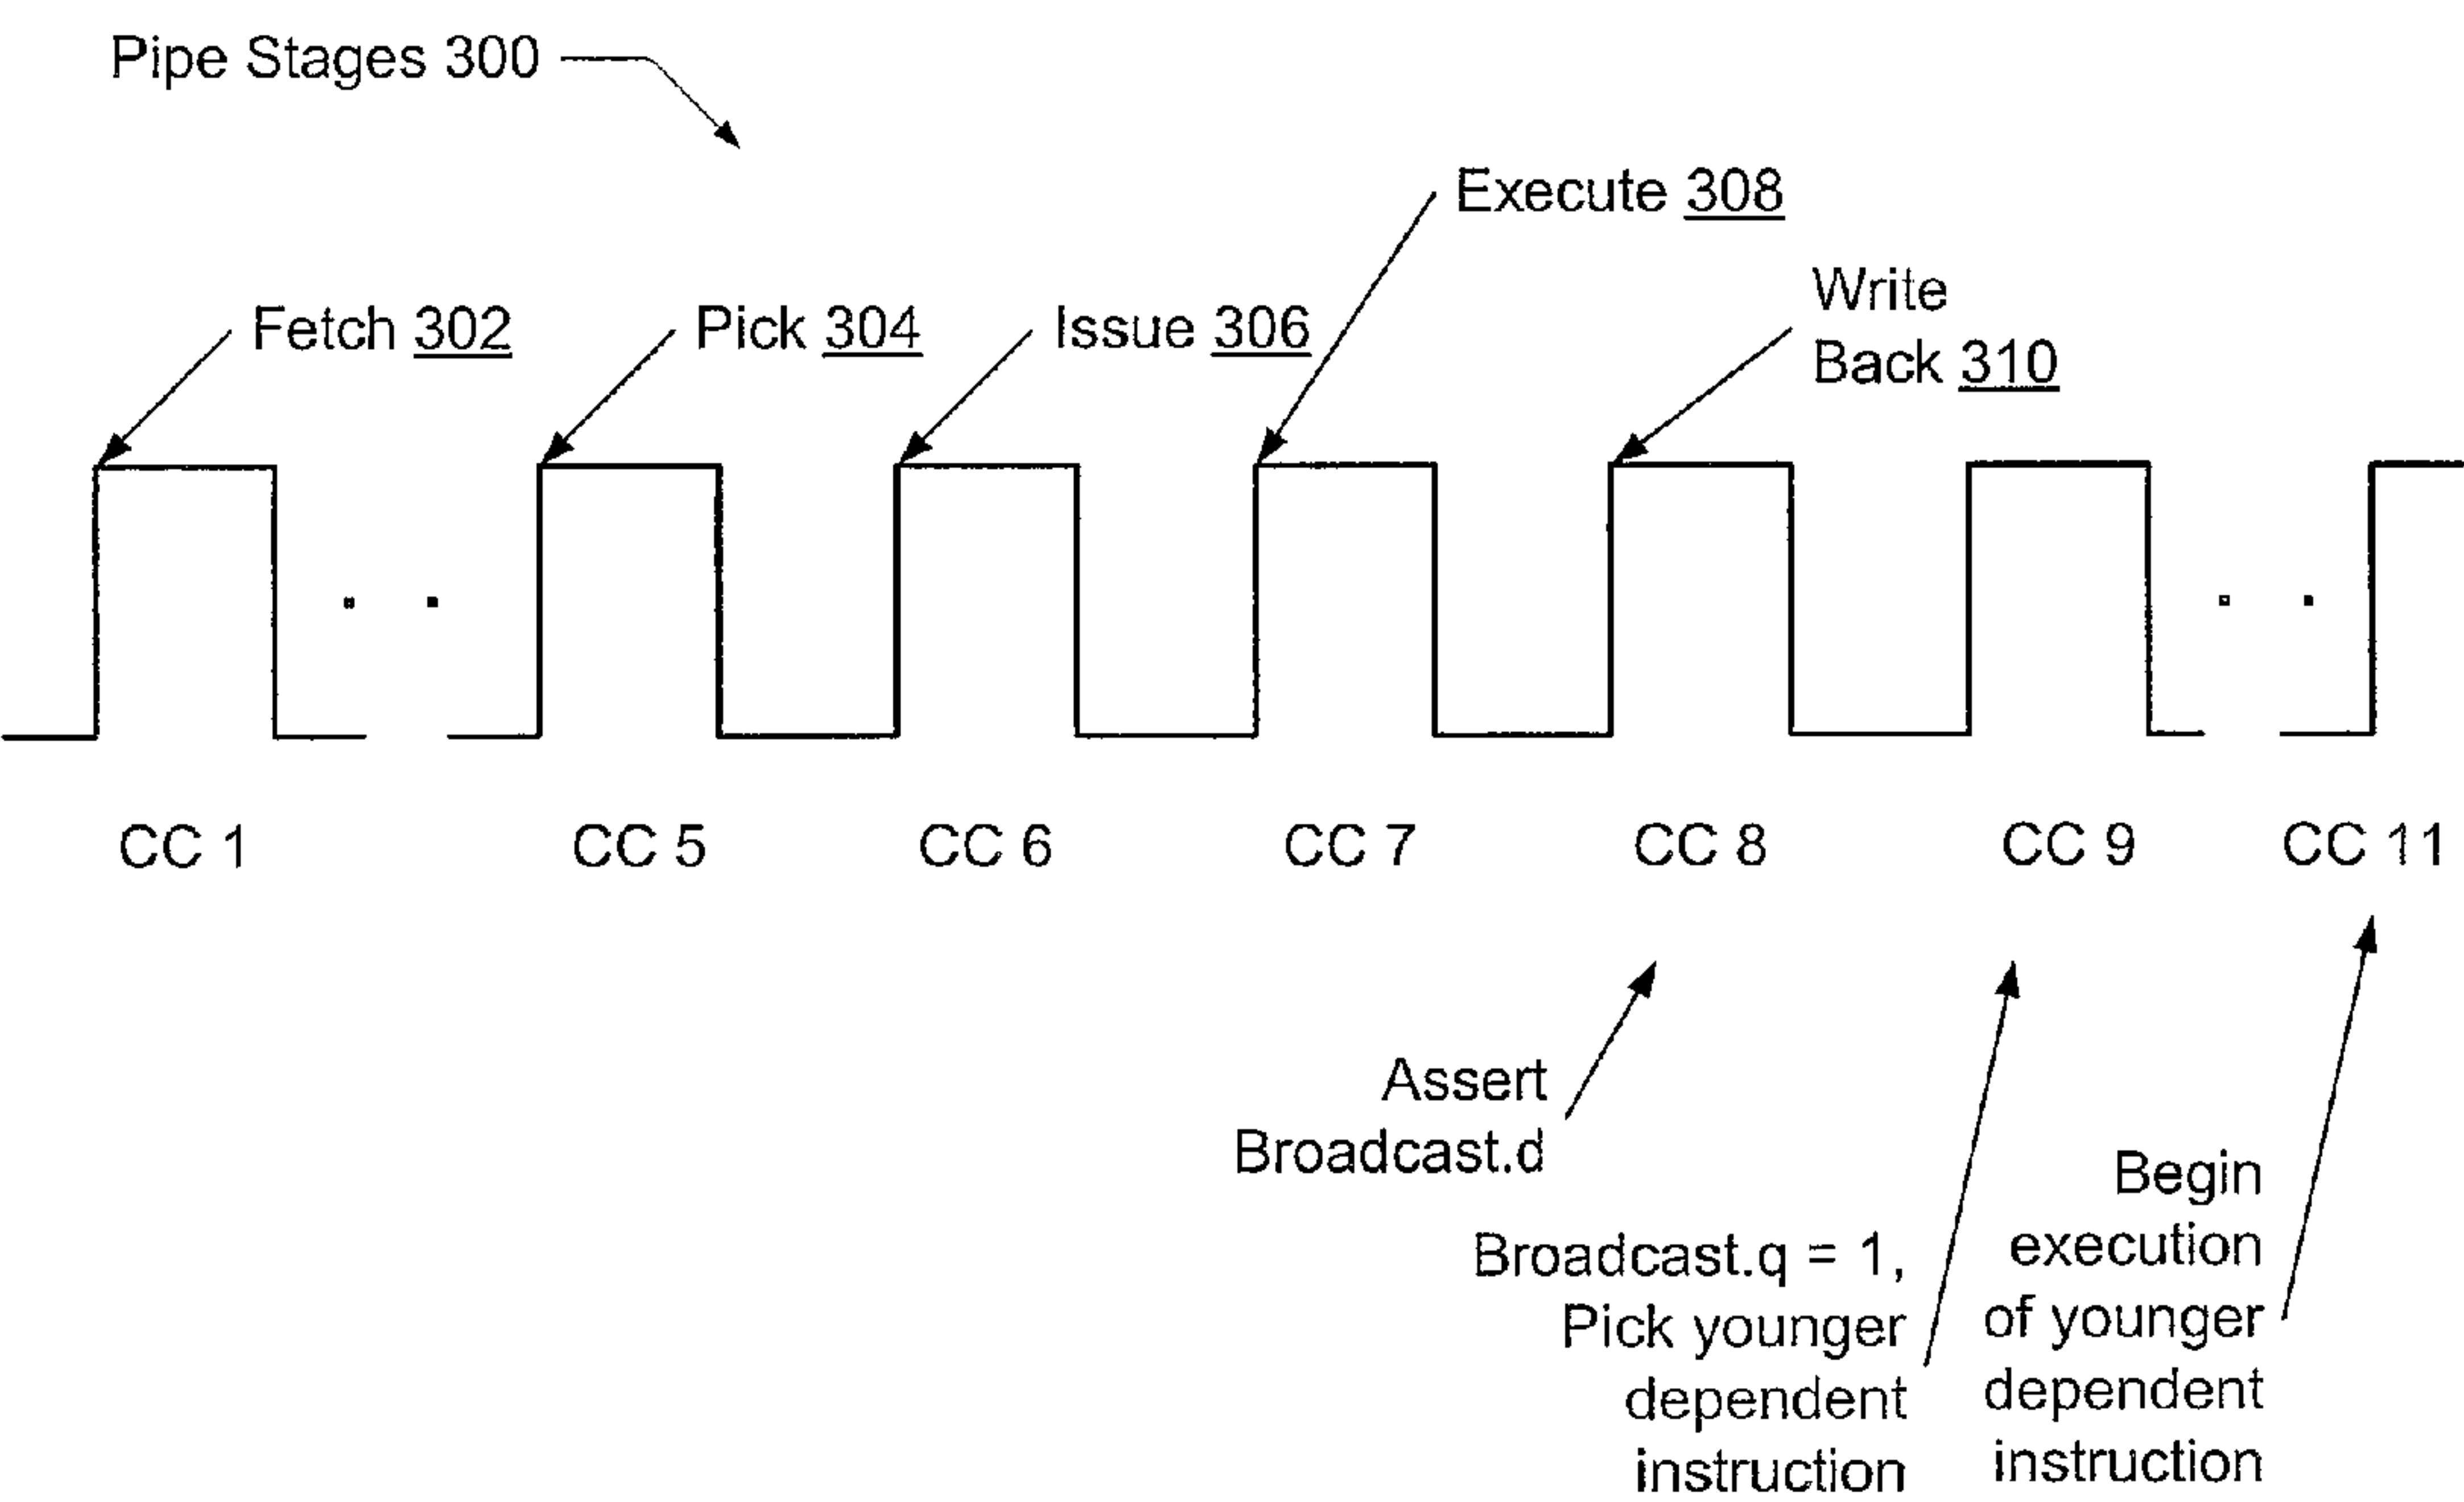 Pipe Stages 300
Execute 308
Write
Back 310
Fetch 302
Pick 304
Issue 306
CC 1
CC 5
CC 6
CC 7
CC 8
CC 9
CC 11
Assert
Broadcast.d
Broadcast.q = 1,
Pick younger
dependent
instruction
Begin
execution
of younger
dependent
instruction